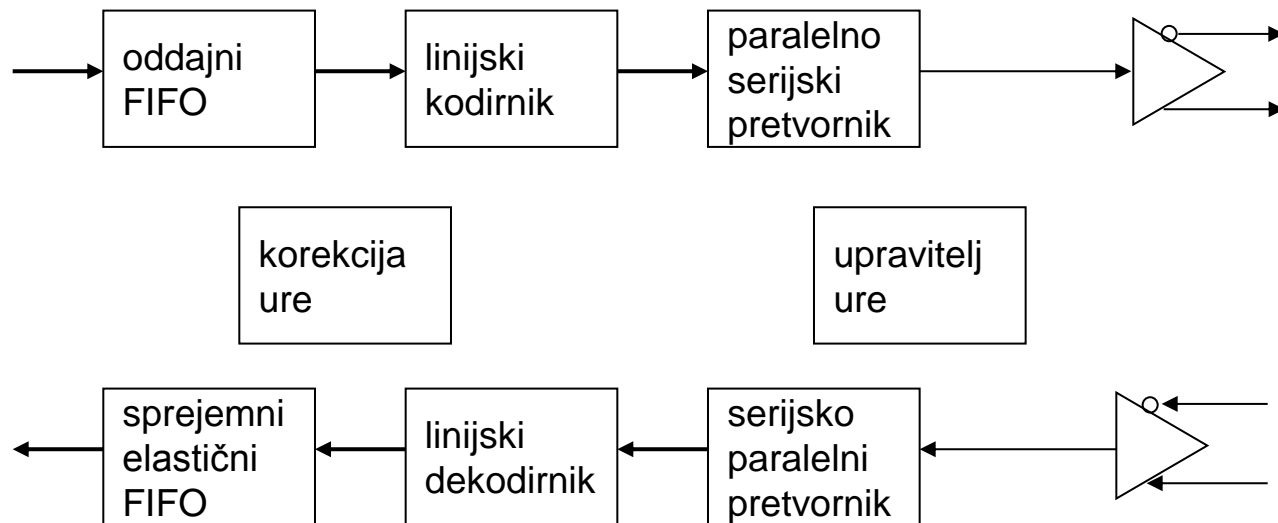 oddajni
FIFO
linijski
kodirnik
paralelno
serijski
pretvornik
korekcija
ure
upravitelj
ure
sprejemni
elastični
FIFO
linijski
dekodirnik
serijsko
paralelni
pretvornik